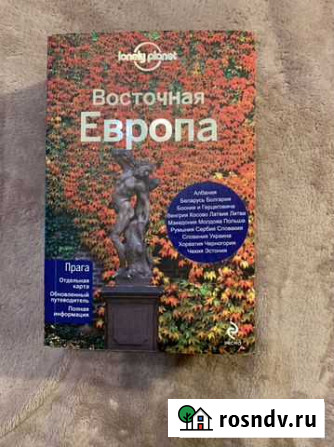 lonely planet
Восточная
Европа
Албания
Беларусь Болгария
Босния и Герцеговина
Венгрия Косово Латвия Литва
Македония Молдова Польша
Румыния Сербия Словакия
Словения Украина
Хорватия Черногория
Чехия Эстония
Прага
Отдельная
карта
Обновленный
путеводитель
Полная
информация
эксмо
rosndv.ru